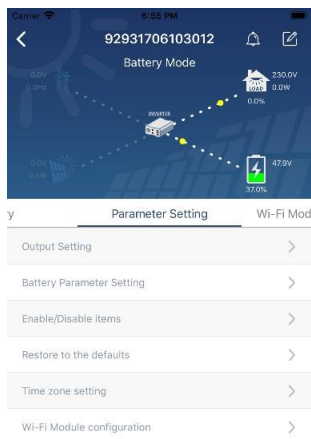 Carrier 6:55 PM
92931706103012
Battery Mode
0.0V
0.0Hz
230.0V
LOAD 0.0W
0.0%
INVERTER
0.0V
0.0W
47.9V
37.0%
y Parameter Setting Wi-Fi Mod
Output Setting
Battery Parameter Setting
Enable/Disable items
Restore to the defaults
Time zone setting
Wi-Fi Module configuration